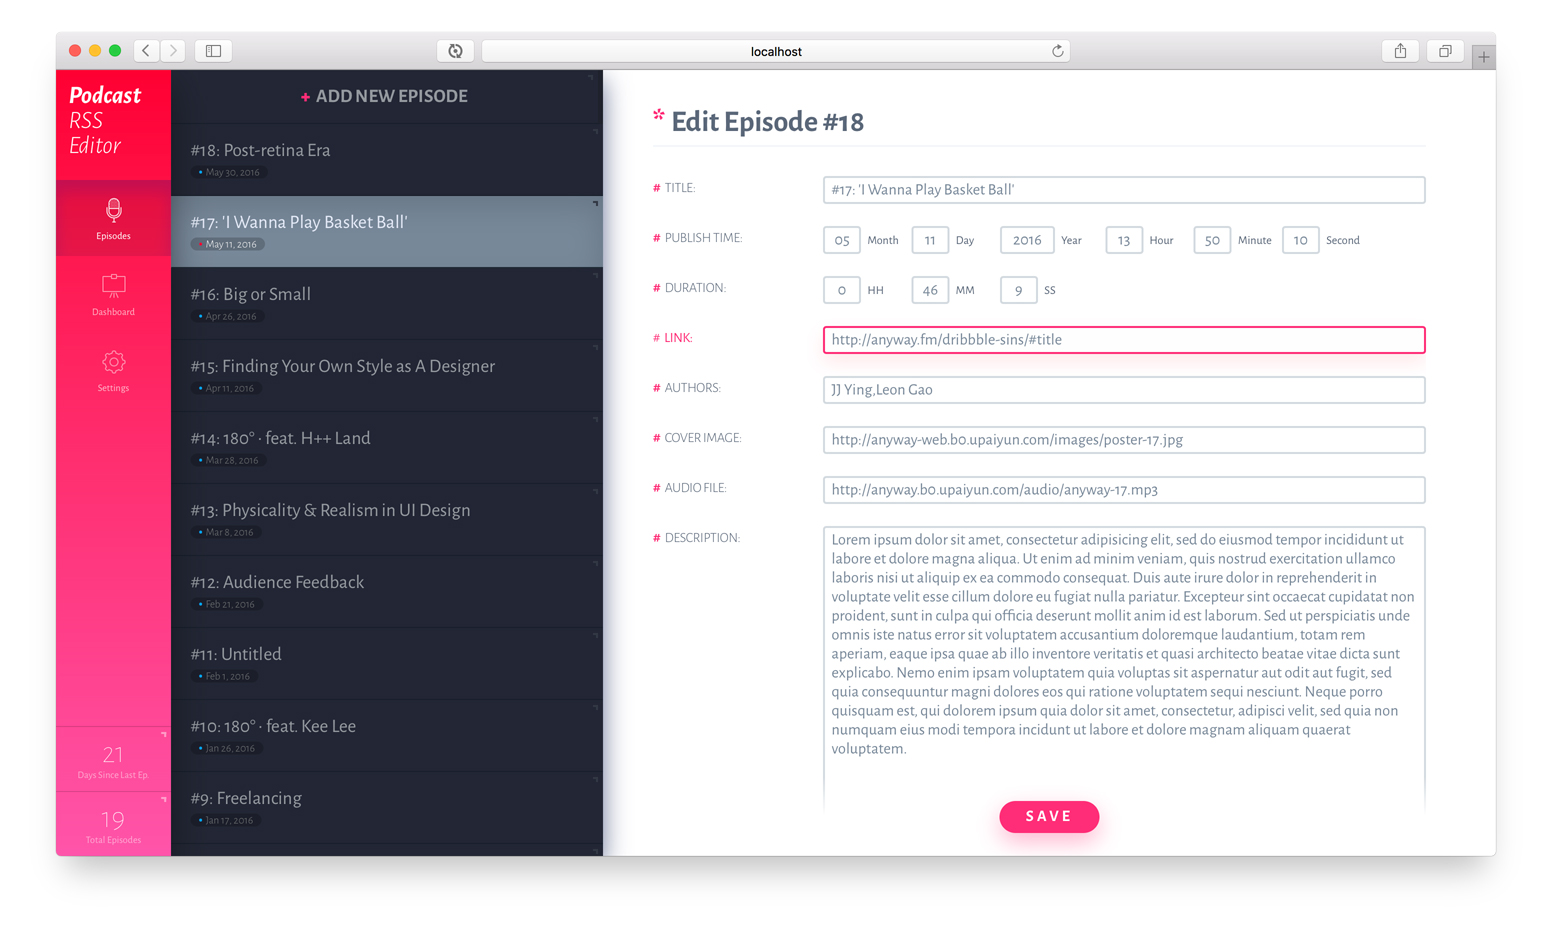 localhost
Podcast
RSS
Editor
Episodes
Dashboard
Settings
21
Days Since Last Ep.
19
Total Episodes
+ ADD NEW EPISODE
#18: Post-retina Era
• May 30, 2016
#17: 'I Wanna Play Basket Ball'
• May 11, 2016
#16: Big or Small
• Apr 26, 2016
#15: Finding Your Own Style as A Designer
• Apr 11, 2016
#14: 180° · feat. H++ Land
• Mar 28, 2016
#13: Physicality & Realism in UI Design
• Mar 8, 2016
#12: Audience Feedback
• Feb 21, 2016
#11: Untitled
• Feb 1, 2016
#10: 180° · feat. Kee Lee
• Jan 26, 2016
#9: Freelancing
• Jan 17, 2016
* Edit Episode #18
# TITLE: #17: 'I Wanna Play Basket Ball'
# PUBLISH TIME: 05 Month 11 Day 2016 Year 13 Hour 50 Minute 10 Second
# DURATION: 0 HH 46 MM 9 SS
# LINK: http://anyway.fm/dribbble-sins/#title
# AUTHORS: JJ Ying,Leon Gao
# COVER IMAGE: http://anyway-web.b0.upaiyun.com/images/poster-17.jpg
# AUDIO FILE: http://anyway.b0.upaiyun.com/audio/anyway-17.mp3
# DESCRIPTION: Lorem ipsum dolor sit amet, consectetur adipisicing elit, sed do eiusmod tempor incididunt ut
labore et dolore magna aliqua. Ut enim ad minim veniam, quis nostrud exercitation ullamco
laboris nisi ut aliquip ex ea commodo consequat. Duis aute irure dolor in reprehenderit in
voluptate velit esse cillum dolore eu fugiat nulla pariatur. Excepteur sint occaecat cupidatat non
proident, sunt in culpa qui officia deserunt mollit anim id est laborum. Sed ut perspiciatis unde
omnis iste natus error sit voluptatem accusantium doloremque laudantium, totam rem
aperiam, eaque ipsa quae ab illo inventore veritatis et quasi architecto beatae vitae dicta sunt
explicabo. Nemo enim ipsam voluptatem quia voluptas sit aspernatur aut odit aut fugit, sed
quia consequuntur magni dolores eos qui ratione voluptatem sequi nesciunt. Neque porro
quisquam est, qui dolorem ipsum quia dolor sit amet, consectetur, adipisci velit, sed quia non
numquam eius modi tempora incidunt ut labore et dolore magnam aliquam quaerat
voluptatem.
SAVE